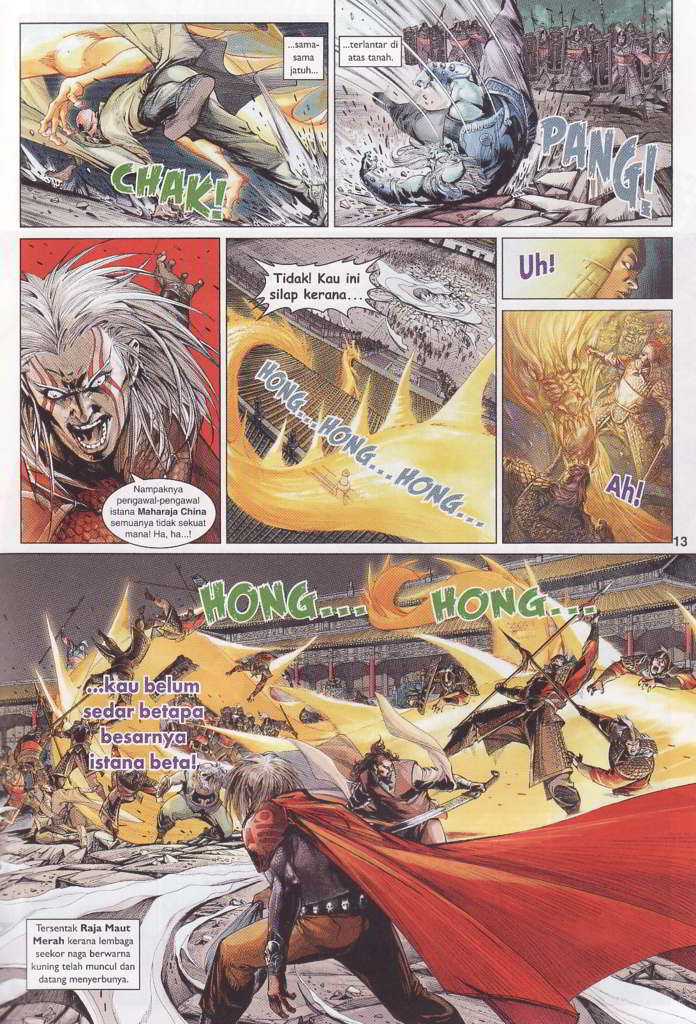 ...sama-
sama
jatuh...
CHAK!
...terlantar di
atas tanah.
PANG!
Nampaknya
pengawal-pengawal
istana Maharaja China
semuanya tidak sekuat
mana! Ha, ha...!
Tidak! Kau ini
silap kerana...
HONG...HONG...HONG...
Uh!
Ah!
13
HONG... HONG...
...kau belum
sedar betapa
besarnya
istana beta!
Tersentak Raja Maut
Merah kerana lembaga
seekor naga berwarna
kuning telah muncul dan
datang menyerbunya.